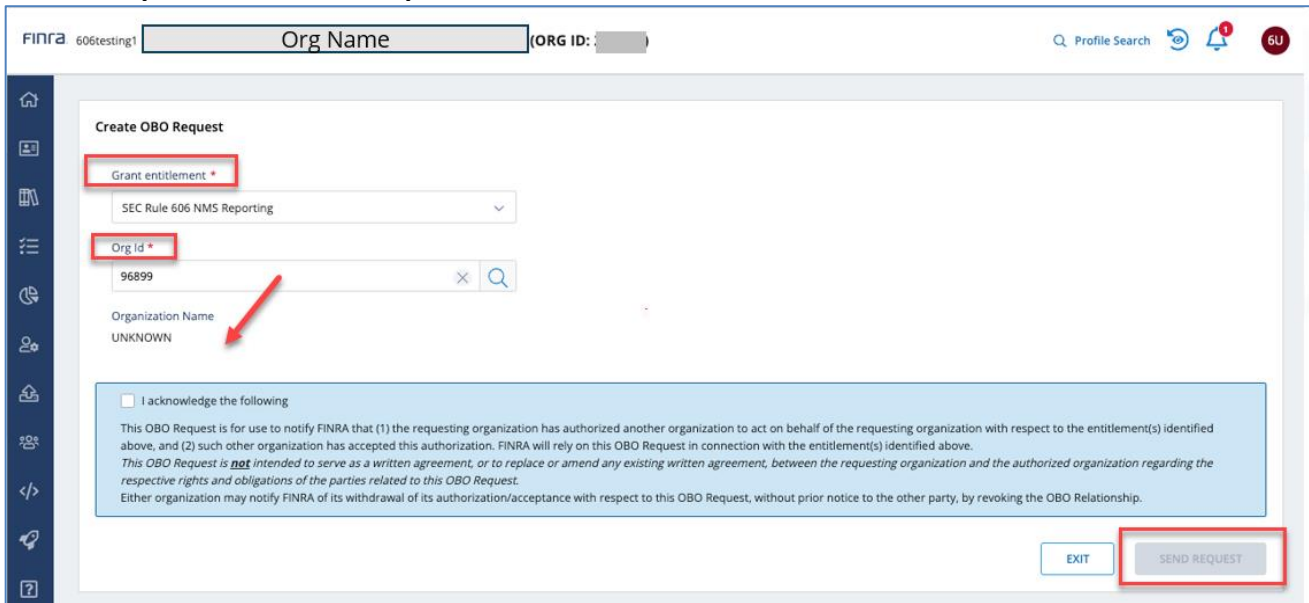 FINRA 606testing1 Org Name (ORG ID: ) Profile Search 1 6U
Create OBO Request
Grant entitlement *
SEC Rule 606 NMS Reporting
Org Id *
96899
Organization Name
UNKNOWN
I acknowledge the following
This OBO Request is for use to notify FINRA that (1) the requesting organization has authorized another organization to act on behalf of the requesting organization with respect to the entitlement(s) identified
above, and (2) such other organization has accepted this authorization. FINRA will rely on this OBO Request in connection with the entitlement(s) identified above.
This OBO Request is not intended to serve as a written agreement, or to replace or amend any existing written agreement, between the requesting organization and the authorized organization regarding the
respective rights and obligations of the parties related to this OBO Request.
Either organization may notify FINRA of its withdrawal of its authorization/acceptance with respect to this OBO Request, without prior notice to the other party, by revoking the OBO Relationship.
EXIT SEND REQUEST